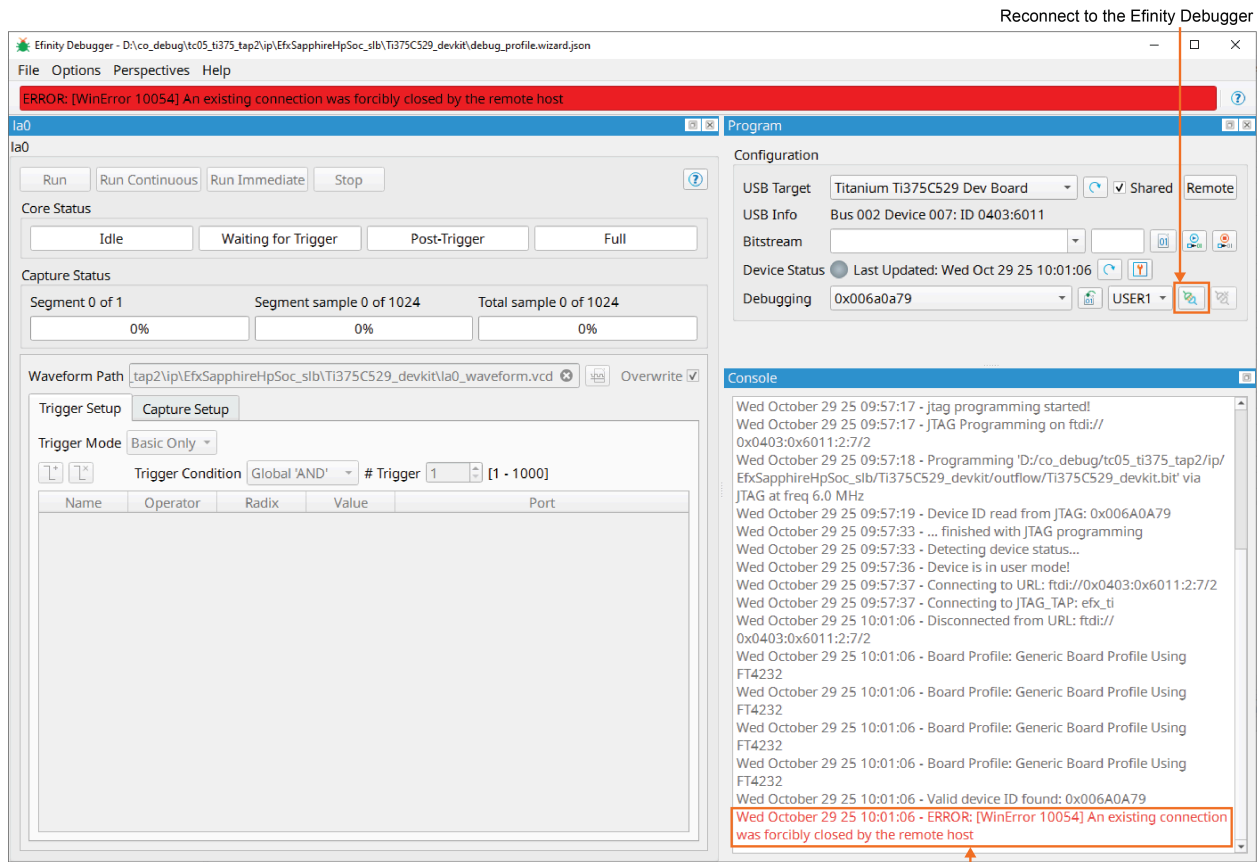 Reconnect to the Efinity Debugger
Efinity Debugger - D:\co_debug\tc05_ti375_tap2\ip\EfxSapphireHpSoc_slb\Ti375C529_devkit\debug_profile.wizard.json
File Options Perspectives Help
ERROR: [WinError 10054] An existing connection was forcibly closed by the remote host
la0
la0
Run Run Continuous Run Immediate Stop
Core Status
Idle Waiting for Trigger Post-Trigger Full
Capture Status
Segment 0 of 1 Segment sample 0 of 1024 Total sample 0 of 1024
0% 0% 0%
Waveform Path _tap2\ip\EfxSapphireHpSoc_slb\Ti375C529_devkit\la0_waveform.vcd Overwrite
Trigger Setup Capture Setup
Trigger Mode Basic Only
Trigger Condition Global 'AND' # Trigger 1 [1 - 1000]
Name Operator Radix Value Port
Program
Configuration
USB Target Titanium Ti375C529 Dev Board Shared Remote
USB Info Bus 002 Device 007: ID 0403:6011
Bitstream
Device Status Last Updated: Wed Oct 29 25 10:01:06
Debugging 0x006a0a79 USER1
Console
Wed October 29 25 09:57:17 - jtag programming started!
Wed October 29 25 09:57:17 - JTAG Programming on ftdi://
0x0403:0x6011:2:7/2
Wed October 29 25 09:57:18 - Programming 'D:/co_debug/tc05_ti375_tap2/ip/
EfxSapphireHpSoc_slb/Ti375C529_devkit/outflow/Ti375C529_devkit.bit' via
JTAG at freq 6.0 MHz
Wed October 29 25 09:57:19 - Device ID read from JTAG: 0x006A0A79
Wed October 29 25 09:57:33 - ... finished with JTAG programming
Wed October 29 25 09:57:33 - Detecting device status...
Wed October 29 25 09:57:36 - Device is in user mode!
Wed October 29 25 09:57:37 - Connecting to URL: ftdi://0x0403:0x6011:2:7/2
Wed October 29 25 09:57:37 - Connecting to JTAG_TAP: efx_ti
Wed October 29 25 10:01:06 - Disconnected from URL: ftdi://
0x0403:0x6011:2:7/2
Wed October 29 25 10:01:06 - Board Profile: Generic Board Profile Using
FT4232
Wed October 29 25 10:01:06 - Board Profile: Generic Board Profile Using
FT4232
Wed October 29 25 10:01:06 - Board Profile: Generic Board Profile Using
FT4232
Wed October 29 25 10:01:06 - Board Profile: Generic Board Profile Using
FT4232
Wed October 29 25 10:01:06 - Valid device ID found: 0x006A0A79
Wed October 29 25 10:01:06 - ERROR: [WinError 10054] An existing connection
was forcibly closed by the remote host